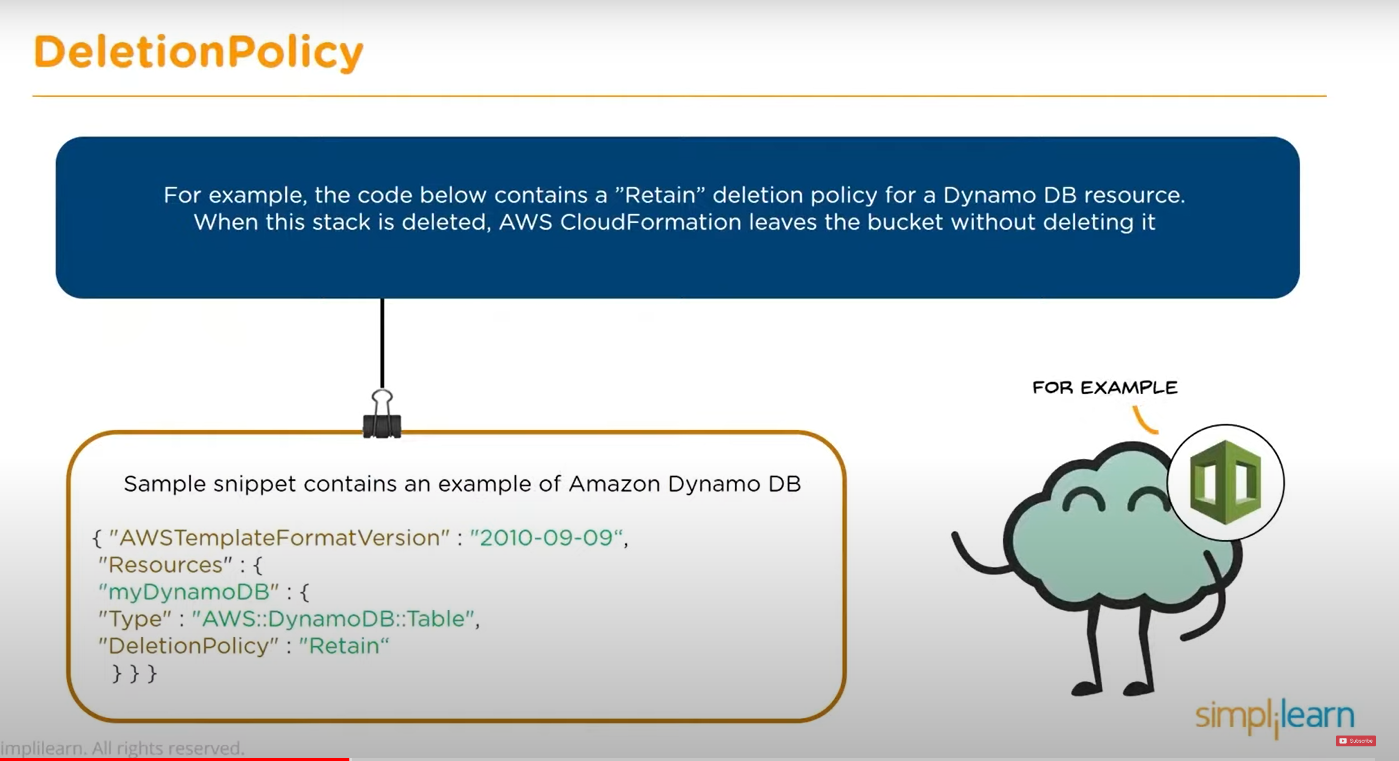 DeletionPolicy
For example, the code below contains a ”Retain” deletion policy for a Dynamo DB resource.
When this stack is deleted, AWS CloudFormation leaves the bucket without deleting it
FOR EXAMPLE
Sample snippet contains an example of Amazon Dynamo DB
{ "AWSTemplateFormatVersion" : "2010-09-09“,
"Resources" : {
"myDynamoDB" : {
"Type" : "AWS::DynamoDB::Table",
"DeletionPolicy" : "Retain“
} } }
simplilearn
Subscribe
implilearn. All rights reserved.